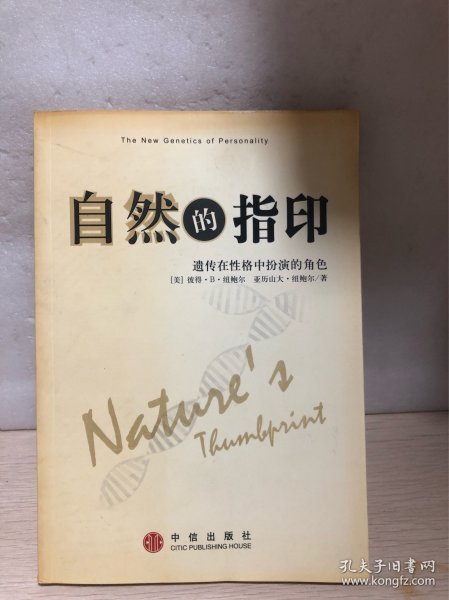 The New Genetics of Personality
自然的指印
遗传在性格中扮演的角色
[美] 彼得·B·纽鲍尔 亚历山大·纽鲍尔/著
Nature's
Thumbprint
中信出版社
CITIC PUBLISHING HOUSE
孔夫子旧书网
www.kongfz.com